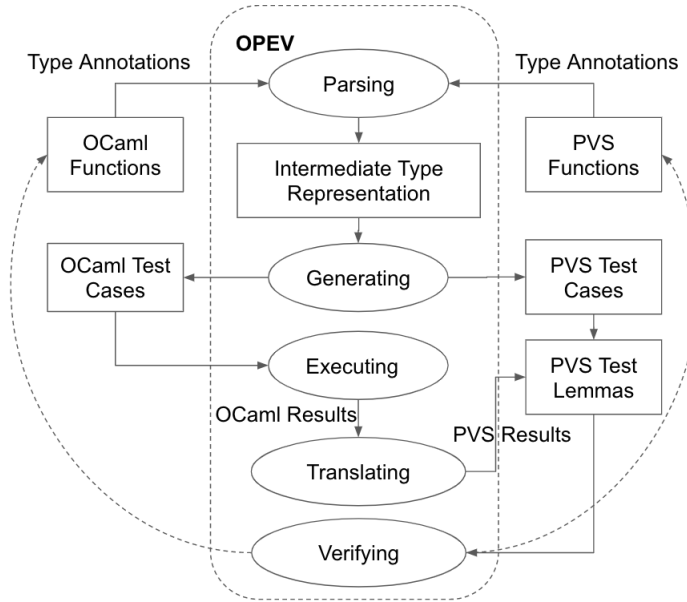 OPEV
Type Annotations
Type Annotations
Parsing
OCaml
Functions
PVS
Functions
Intermediate Type
Representation
OCaml Test
Cases
Generating
PVS Test
Cases
Executing
PVS Test
Lemmas
OCaml Results
PVS Results
Translating
Verifying